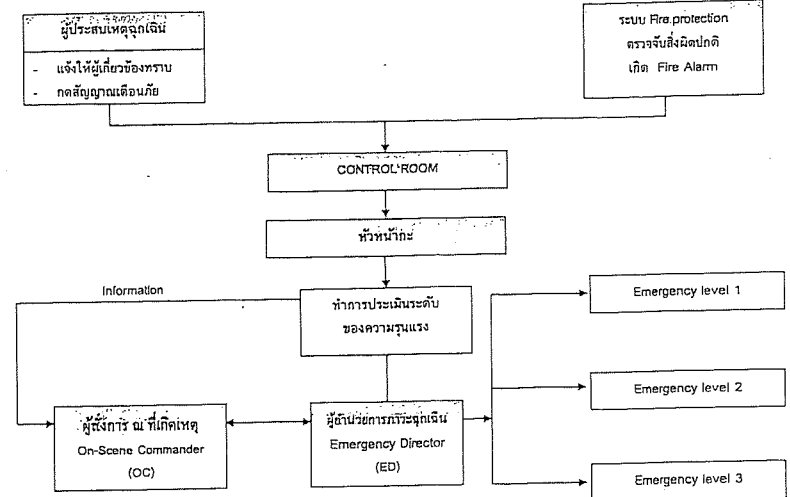 ผู้ประสบเหตุฉุกเฉิน
- แจ้งให้ผู้เกี่ยวข้องทราบ
- กดสัญญาณเตือนภัย
ระบบ Fire protection
ตรวจจับสิ่งผิดปกติ
เกิด Fire Alarm
CONTROL ROOM
หัวหน้ากะ
Information
ทำการประเมินระดับ
ของความรุนแรง
Emergency level 1
Emergency level 2
ผู้สั่งการ ณ ที่เกิดเหตุ
On-Scene Commander
(OC)
ผู้อำนวยการภาวะฉุกเฉิน
Emergency Director
(ED)
Emergency level 3